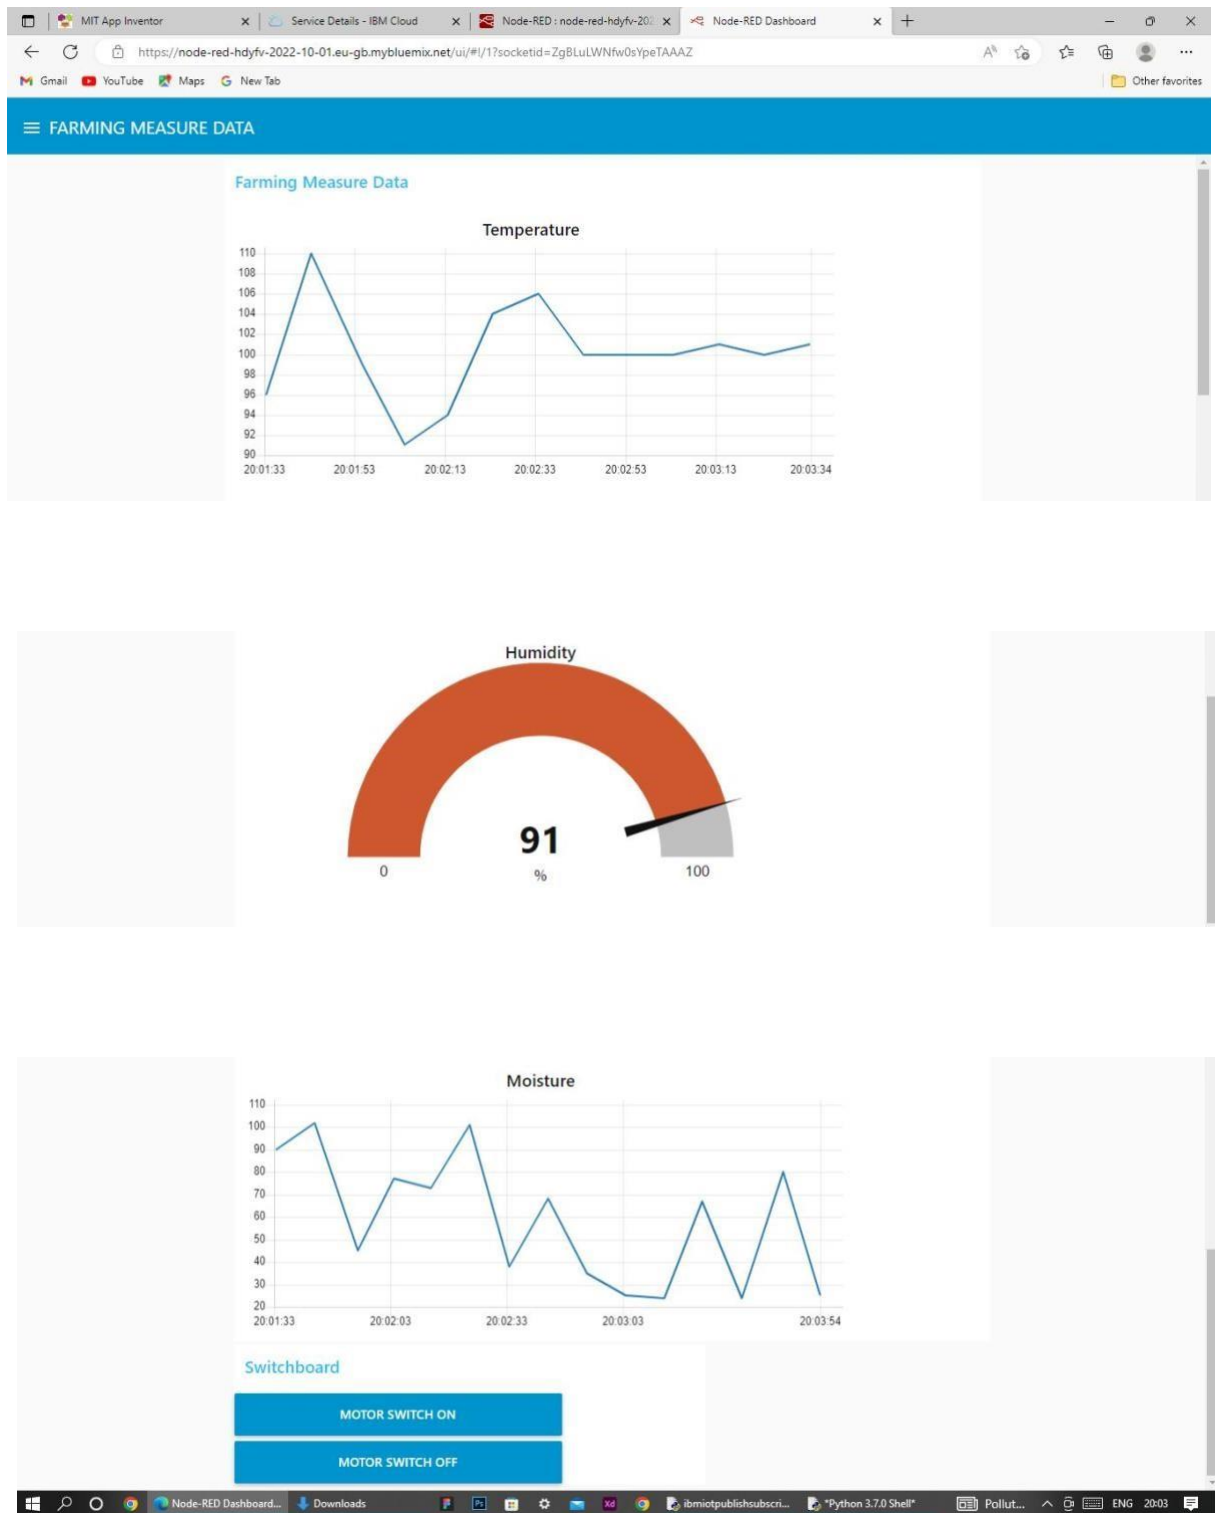 MIT App Inventor
Service Details - IBM Cloud
Node-RED : node-red-hdyfv-202
Node-RED Dashboard
https://node-red-hdyfv-2022-10-01.eu-gb.mybluemix.net/ui/#!/1?socketid=ZgBLuLWNfw0sYpeTAAAZ
Gmail YouTube Maps New Tab
Other favorites
FARMING MEASURE DATA
Farming Measure Data
Temperature
110
108
106
104
102
100
98
96
94
92
90
20:01:33 20:01:53 20:02:13 20:02:33 20:02:53 20:03:13 20:03:34
Humidity
91
0 % 100
Moisture
110
100
90
80
70
60
50
40
30
20
20:01:33 20:02:03 20:02:33 20:03:03 20:03:54
Switchboard
MOTOR SWITCH ON
MOTOR SWITCH OFF
Node-RED Dashboard... Downloads Ps Xd ibmiotpublishsubscri... *Python 3.7.0 Shell* Pollut... ENG 20:03